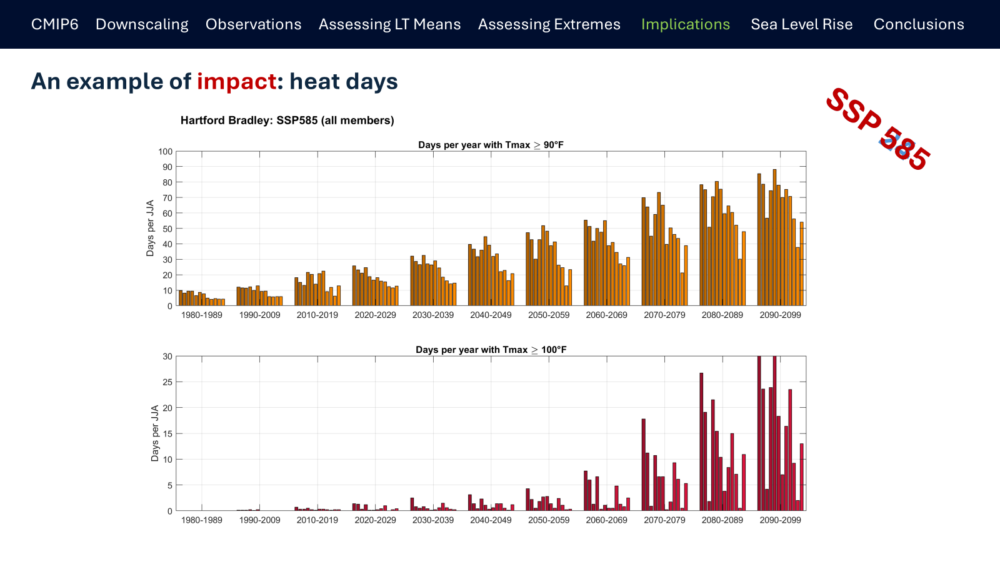 CMIP6 Downscaling Observations Assessing LT Means Assessing Extremes Implications Sea Level Rise Conclusions
An example of impact: heat days
SSP 585
Hartford Bradley: SSP585 (all members)
Days per year with Tmax ≥ 90°F
Days per JJA
100
90
80
70
60
50
40
30
20
10
0
1980-1989 1990-2009 2010-2019 2020-2029 2030-2039 2040-2049 2050-2059 2060-2069 2070-2079 2080-2089 2090-2099
Days per year with Tmax ≥ 100°F
Days per JJA
30
25
20
15
10
5
0
1980-1989 1990-2009 2010-2019 2020-2029 2030-2039 2040-2049 2050-2059 2060-2069 2070-2079 2080-2089 2090-2099